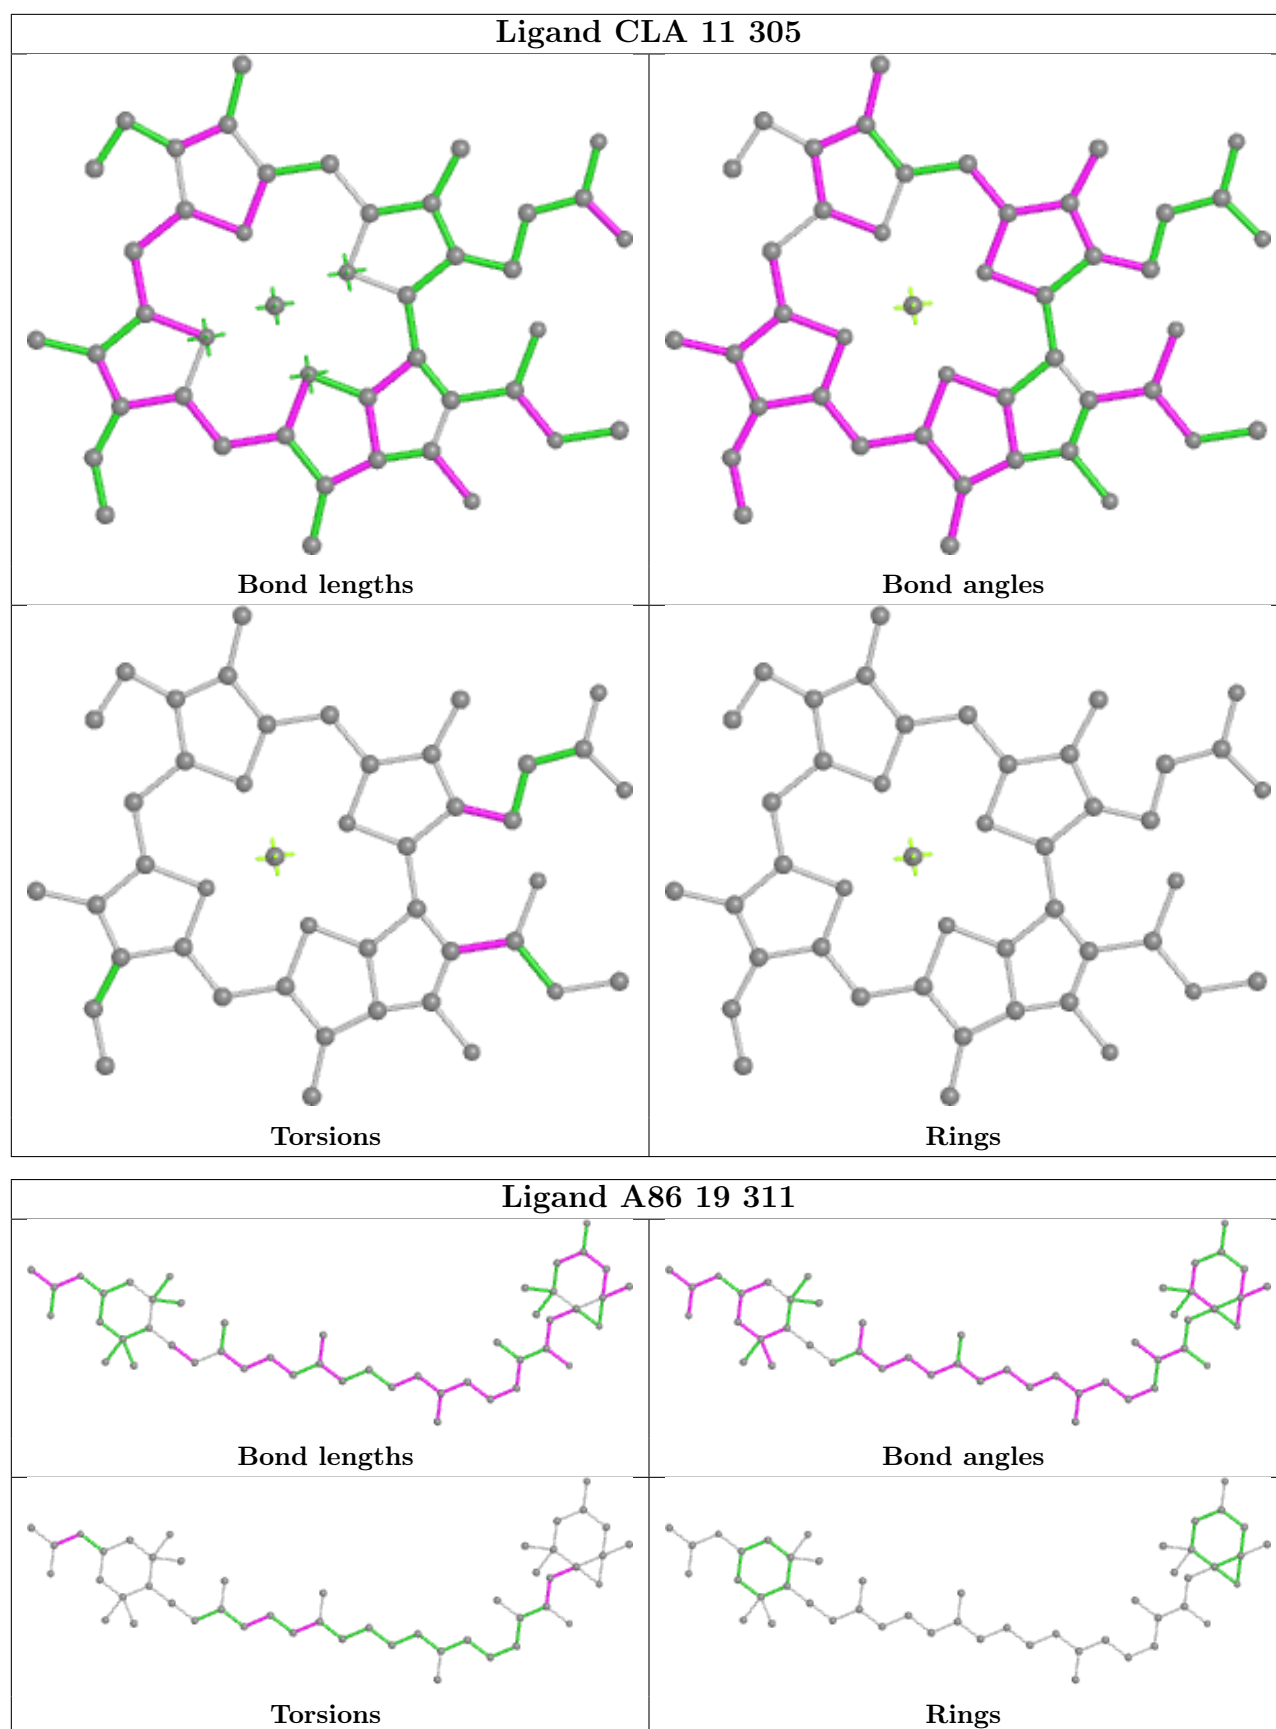 Ligand CLA 11 305
Bond lengths
Bond angles
Torsions
Rings
Ligand A86 19 311
Bond lengths
Bond angles
Torsions
Rings